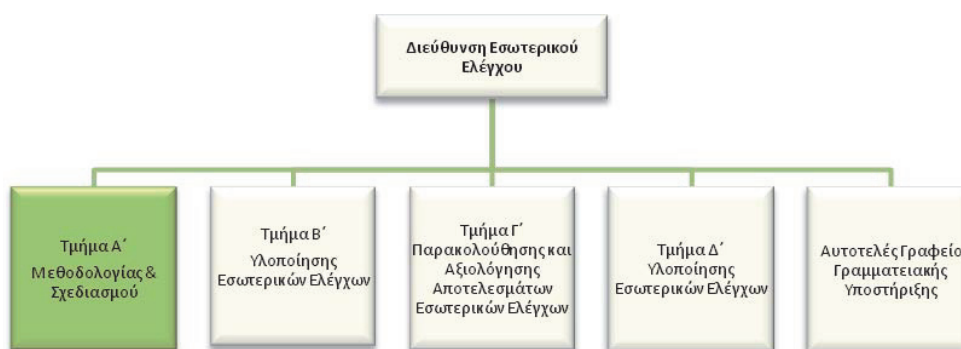 Διεύθυνση Εσωτερικού
Ελέγχου
Τμήμα Α΄
Μεθοδολογίας &
Σχεδιασμού
Τμήμα Β΄
Υλοποίησης
Εσωτερικών Ελέγχων
Τμήμα Γ΄
Παρακολούθησης και
Αξιολόγησης
Αποτελεσμάτων
Εσωτερικών Ελέγχων
Τμήμα Δ΄
Υλοποίησης
Εσωτερικών Ελέγχων
Αυτοτελές Γραφείο
Γραμματειακής
Υποστήριξης